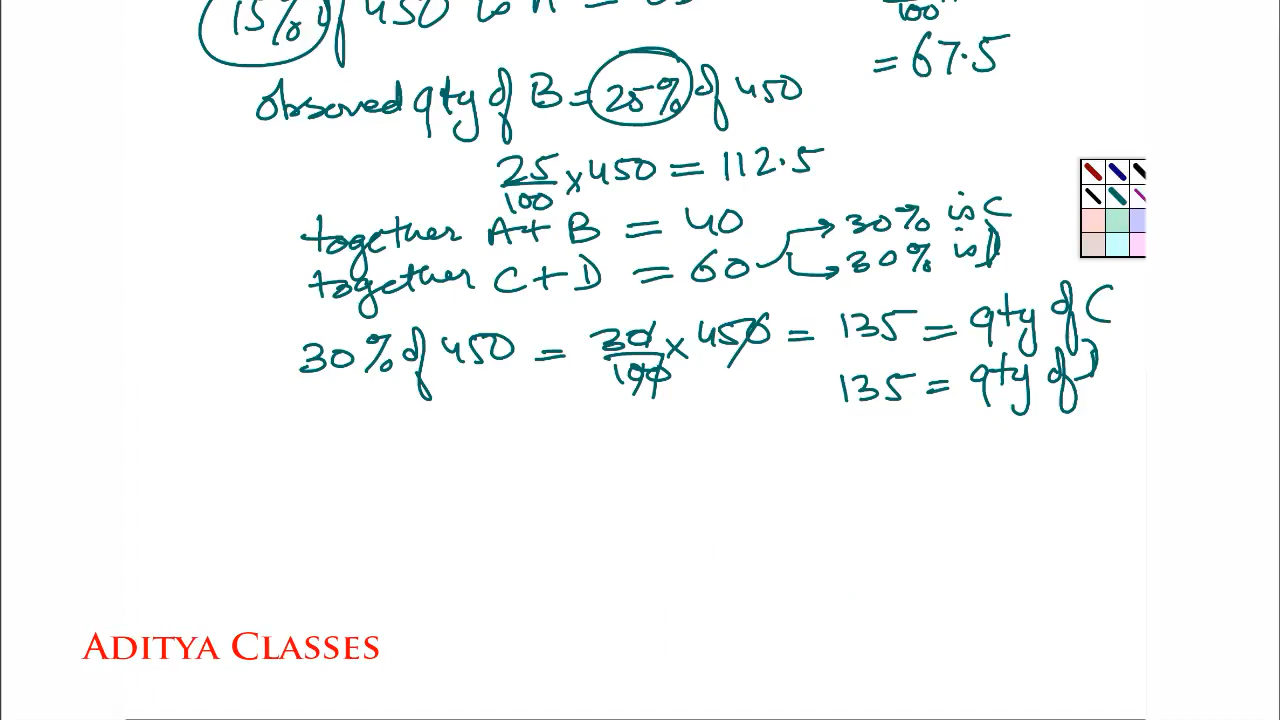 15% of 450 is A =
100
= 67.5
observed qty of B = 25% of 450
25/100 × 450 = 112.5
together A + B = 40
together C + D = 60 → 30% is C
→ 30% is D
30% of 450 = 30/100 × 450 = 135 = qty of C
135 = qty of D
ADITYA CLASSES